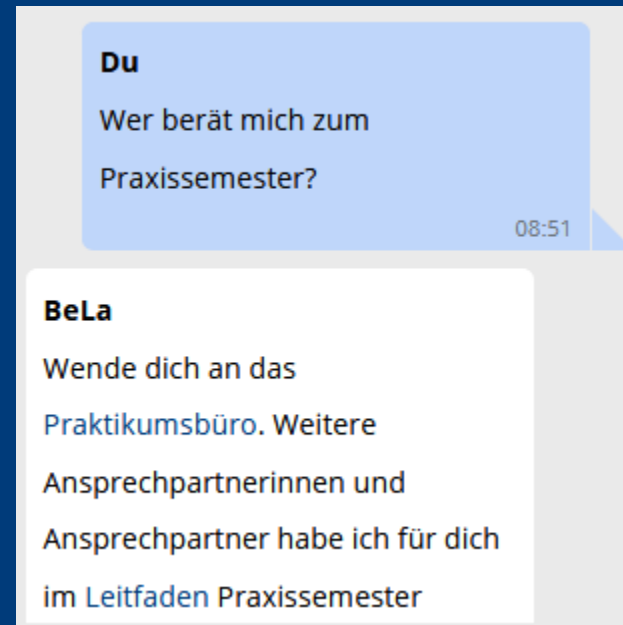 Du
Wer berät mich zum
Praxissemester?
08:51
BeLa
Wende dich an das
Praktikumsbüro. Weitere
Ansprechpartnerinnen und
Ansprechpartner habe ich für dich
im Leitfaden Praxissemester